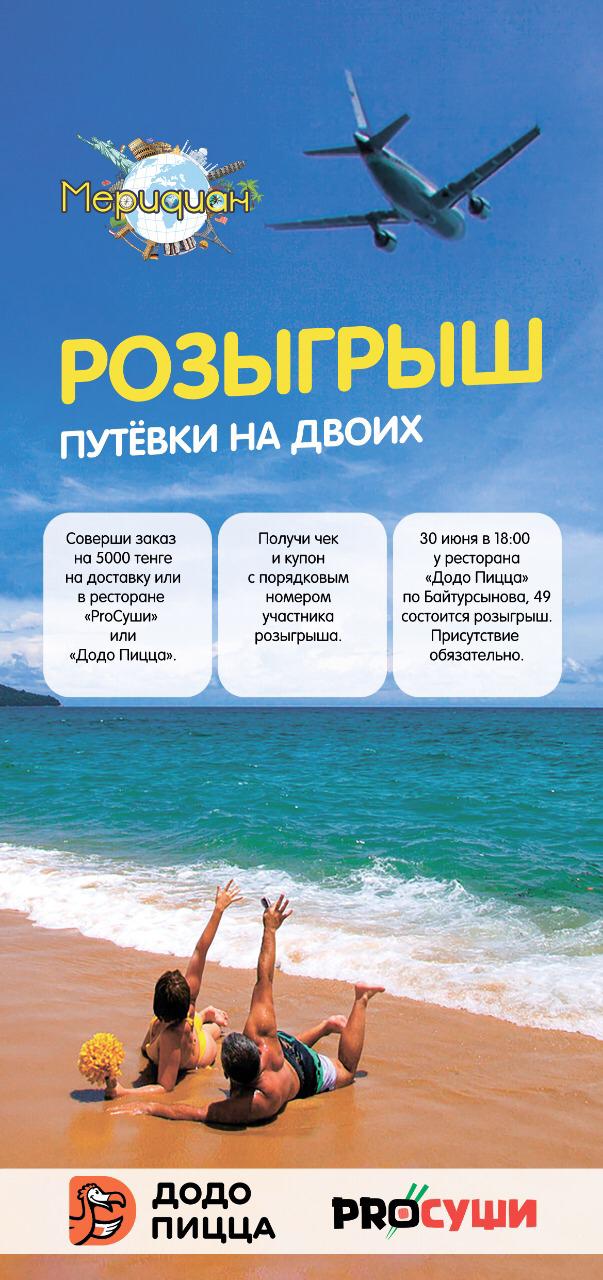 Меридиан
РОЗЫГРЫШ
ПУТЁВКИ НА ДВОИХ
Соверши заказ
на 5000 тенге
на доставку или
в ресторане
«ProСуши»
или
«Додо Пицца».
Получи чек
и купон
с порядковым
номером
участника
розыгрыша.
30 июня в 18:00
у ресторана
«Додо Пицца»
по Байтурсынова, 49
состоится розыгрыш.
Присутствие
обязательно.
ДОДО
ПИЦЦА
PROСУШИ